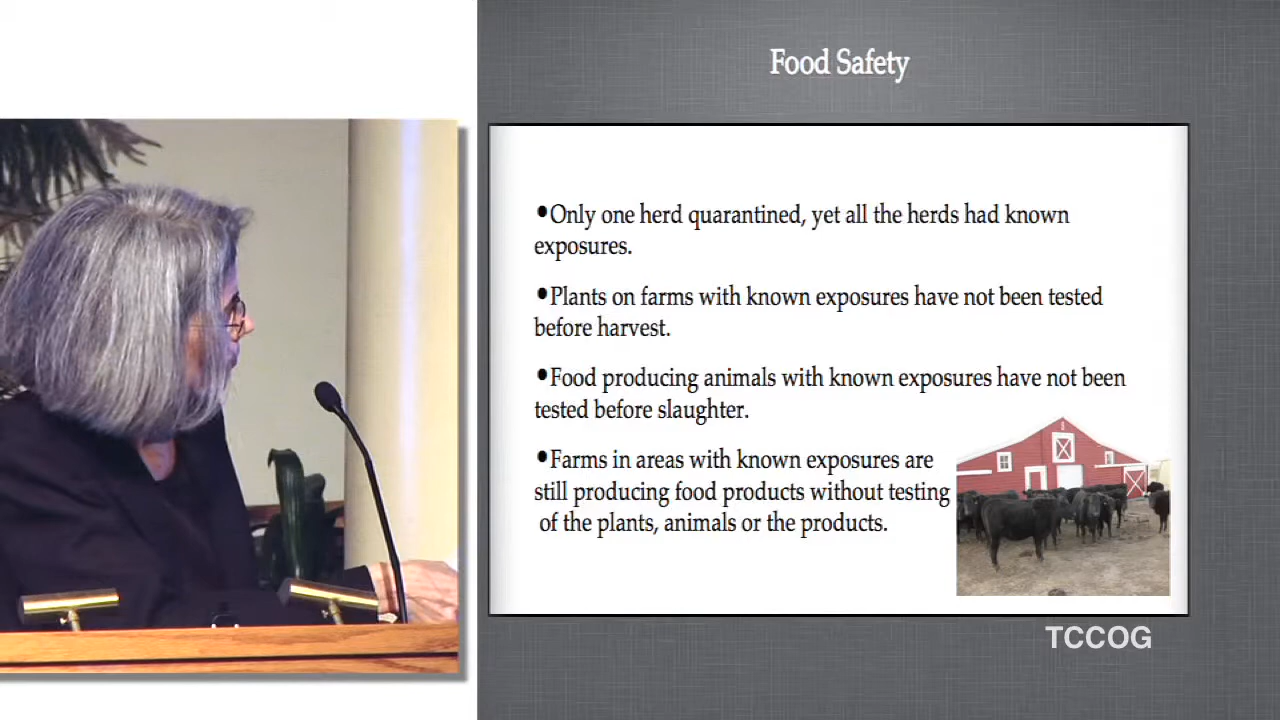 Food Safety
•Only one herd quarantined, yet all the herds had known
exposures.
•Plants on farms with known exposures have not been tested
before harvest.
•Food producing animals with known exposures have not been
tested before slaughter.
•Farms in areas with known exposures are
still producing food products without testing
of the plants, animals or the products.
TCCOG